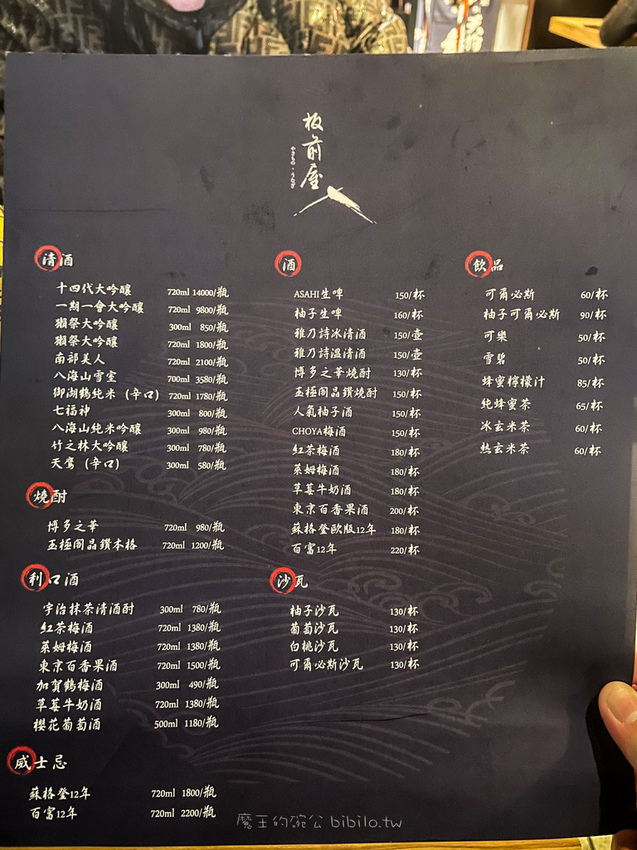 板前屋
やきもの・うなぎ
清酒
十四代大吟釀 720ml 14000/瓶
一期一會大吟釀 720ml 9800/瓶
獺祭大吟釀 300ml 850/瓶
獺祭大吟釀 720ml 1800/瓶
南部美人 720ml 2100/瓶
八海山雪室 700ml 3580/瓶
御湖鶴純米(辛口) 720ml 1780/瓶
七福神 300ml 800/瓶
八海山純米吟釀 300ml 980/瓶
竹之林大吟釀 300ml 780/瓶
天鷹(辛口) 300ml 580/瓶
燒酎
博多之華 720ml 980/瓶
玉極閣晶鑽本格 720ml 1200/瓶
利口酒
宇治抹茶清酒酎 300ml 780/瓶
紅茶梅酒 720ml 1380/瓶
萊姆梅酒 720ml 1380/瓶
東京百香果酒 720ml 1500/瓶
加賀鶴梅酒 300ml 490/瓶
草莓牛奶酒 720ml 1380/瓶
櫻花葡萄酒 500ml 1180/瓶
威士忌
蘇格登12年 720ml 1800/瓶
百富12年 720ml 2200/瓶
酒
ASAHI生啤 150/杯
柚子生啤 160/杯
雅乃詩冰清酒 150/壺
雅乃詩溫清酒 150/壺
博多之華燒酎 130/杯
玉極閣晶鑽燒酎 150/杯
人氣柚子酒 150/杯
CHOYA梅酒 150/杯
紅茶梅酒 180/杯
萊姆梅酒 180/杯
草莓牛奶酒 180/杯
東京百香果酒 200/杯
蘇格登歐版12年 180/杯
百富12年 220/杯
沙瓦
柚子沙瓦 130/杯
葡萄沙瓦 130/杯
白桃沙瓦 130/杯
可爾必斯沙瓦 130/杯
飲品
可爾必斯 60/杯
柚子可爾必斯 90/杯
可樂 50/杯
雪碧 50/杯
蜂蜜檸檬汁 85/杯
純蜂蜜茶 65/杯
冰玄米茶 60/杯
熱玄米茶 60/杯
魔王的碗公 bibilo.tw